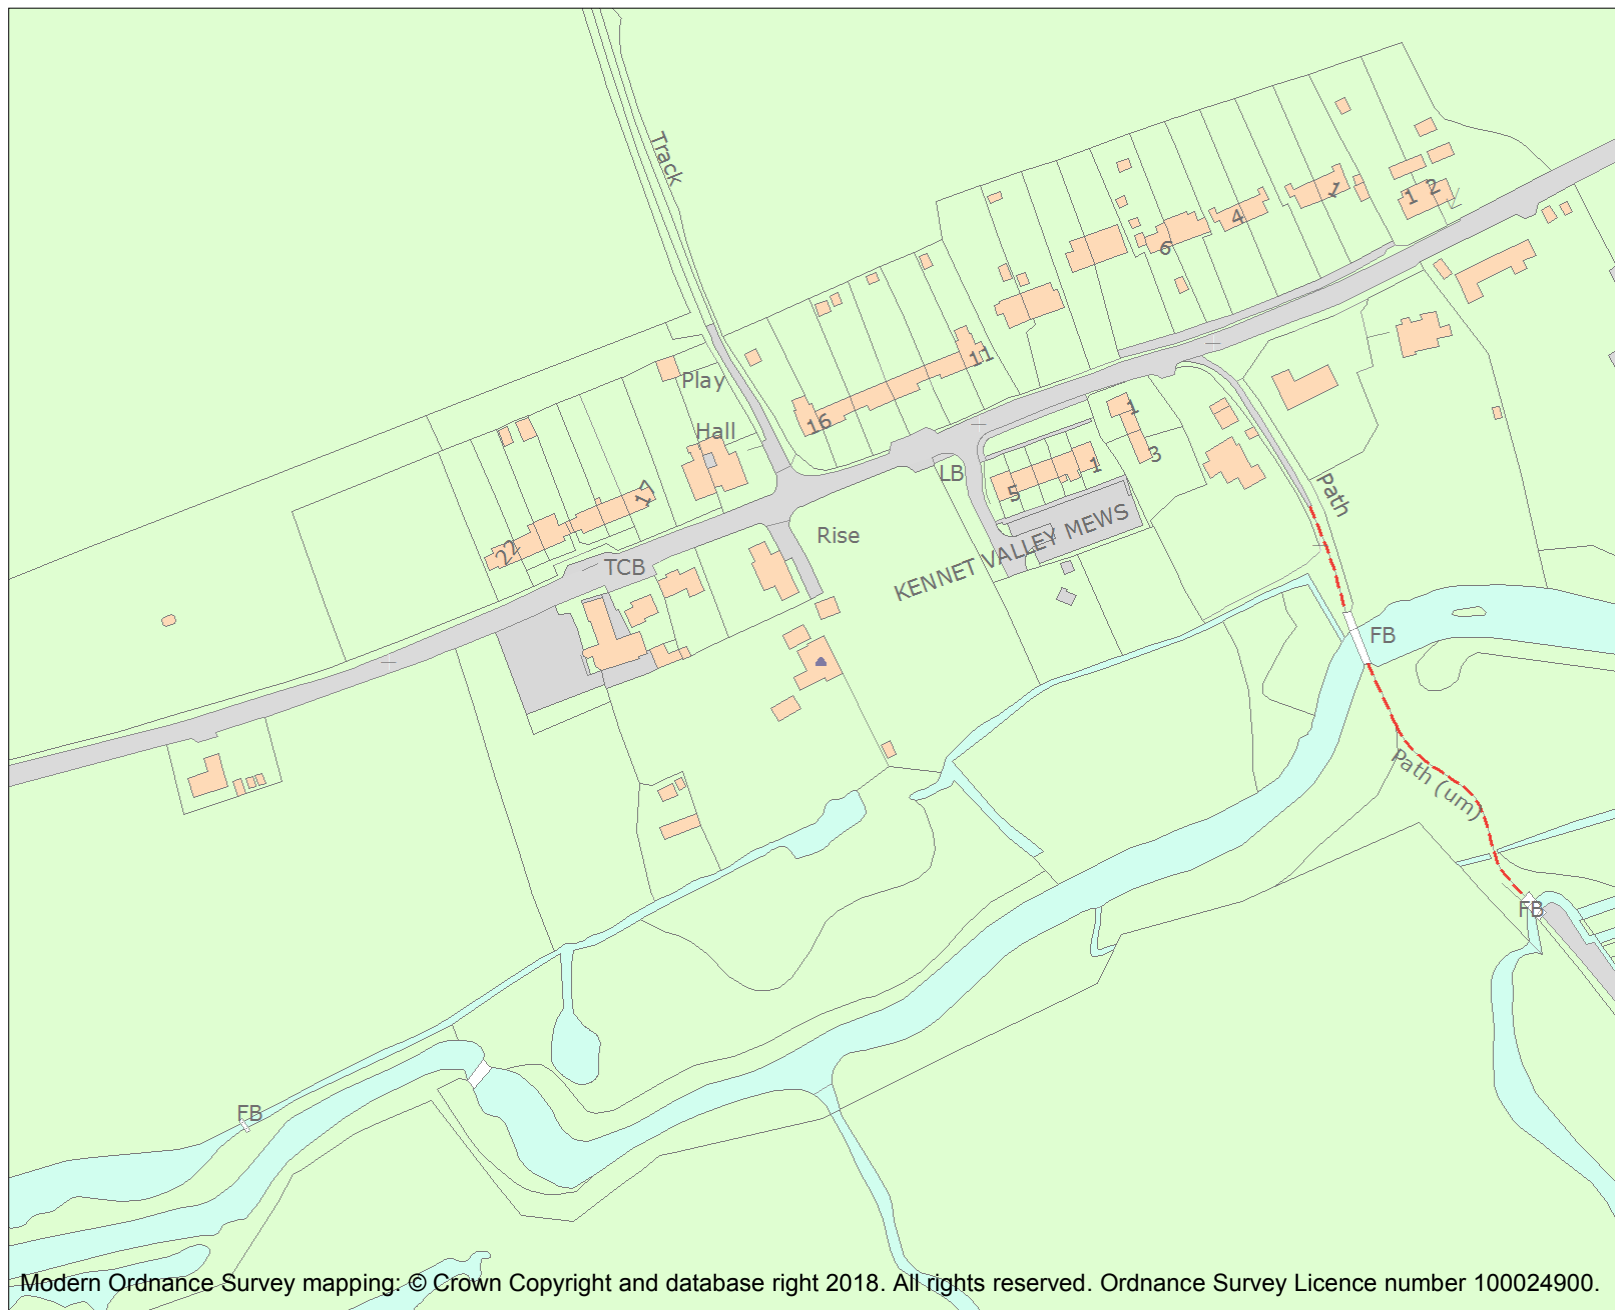 Track
1
1 2
4
6
11
Play
16
1
Hall
3
LB
1
17
5
Path
KENNET VALLEY MEWS
Rise
22
TCB
FB
Path (um)
FB
FB
Modern Ordnance Survey mapping: © Crown Copyright and database right 2018. All rights reserved. Ordnance Survey Licence number 100024900.